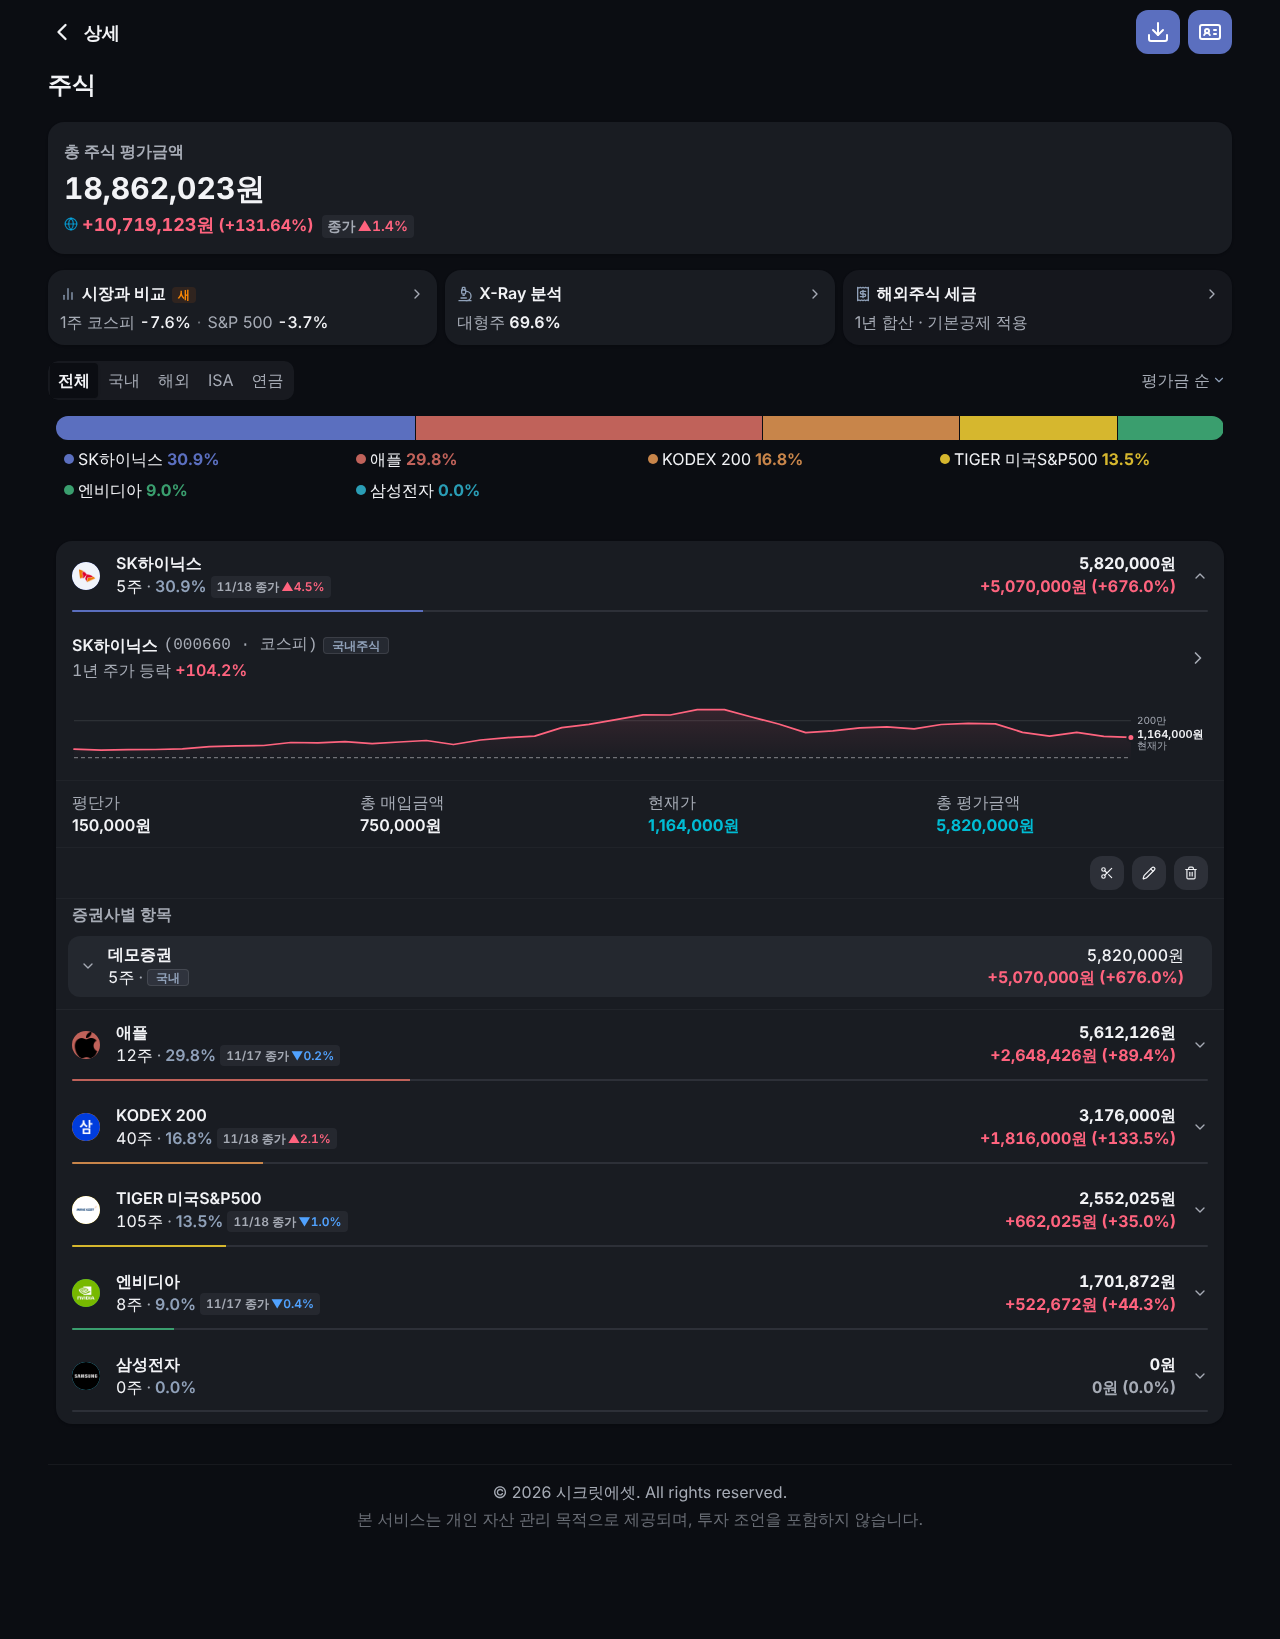 상세
주식
총 주식 평가금액
18,862,023원
+10,719,123원 (+131.64%) 종가 ▲1.4%
시장과 비교 새
1주 코스피 -7.6% · S&P 500 -3.7%
X-Ray 분석
대형주 69.6%
해외주식 세금
1년 합산 · 기본공제 적용
전체 국내 해외 ISA 연금 평가금 순
SK하이닉스 30.9% 애플 29.8% KODEX 200 16.8% TIGER 미국S&P500 13.5%
엔비디아 9.0% 삼성전자 0.0%
SK하이닉스 5,820,000원
5주 · 30.9% 11/18 종가 ▲4.5% +5,070,000원 (+676.0%)
SK하이닉스 (000660 · 코스피) 국내주식
1년 주가 등락 +104.2%
200만
1,164,000원
현재가
평단가 총 매입금액 현재가 총 평가금액
150,000원 750,000원 1,164,000원 5,820,000원
증권사별 항목
데모증권 5,820,000원
5주 · 국내 +5,070,000원 (+676.0%)
애플 5,612,126원
12주 · 29.8% 11/17 종가 ▼0.2% +2,648,426원 (+89.4%)
삼
KODEX 200 3,176,000원
40주 · 16.8% 11/18 종가 ▲2.1% +1,816,000원 (+133.5%)
TIGER 미국S&P500 2,552,025원
105주 · 13.5% 11/18 종가 ▼1.0% +662,025원 (+35.0%)
엔비디아 1,701,872원
8주 · 9.0% 11/17 종가 ▼0.4% +522,672원 (+44.3%)
NVIDIA
삼성전자 0원
SAMSUNG
0주 · 0.0% 0원 (0.0%)
© 2026 시크릿에셋. All rights reserved.
본 서비스는 개인 자산 관리 목적으로 제공되며, 투자 조언을 포함하지 않습니다.